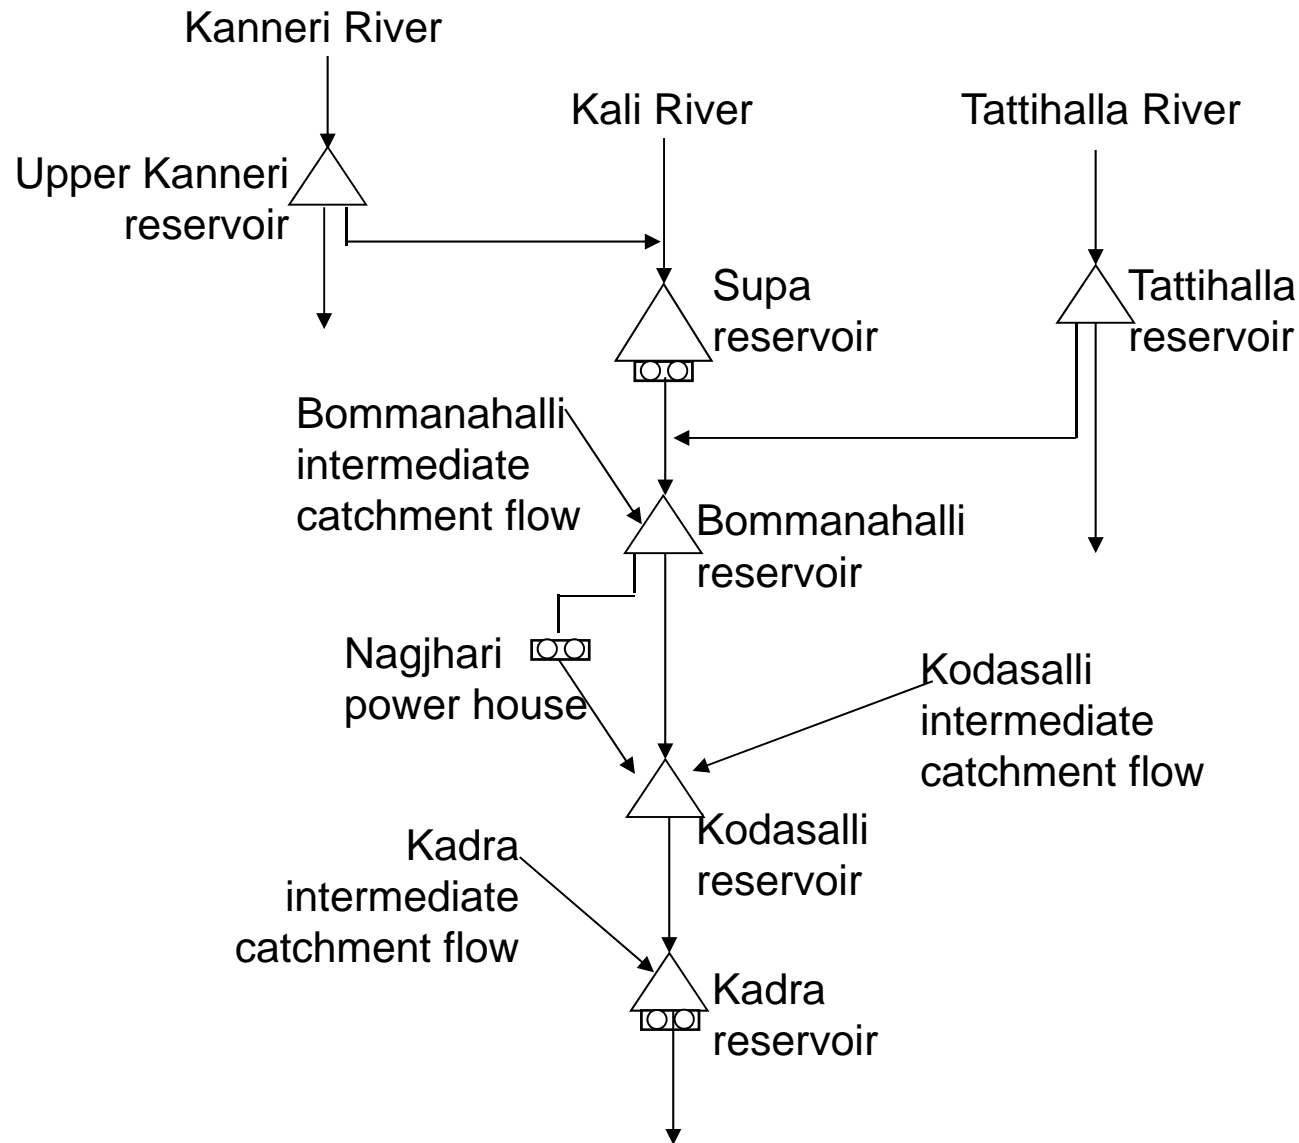 Kanneri River
Kali River
Tattihalla River
Upper Kanneri
reservoir
Supa
reservoir
Tattihalla
reservoir
Bommanahalli
intermediate
catchment flow
Bommanahalli
reservoir
Nagjhari
power house
Kodasalli
intermediate
catchment flow
Kodasalli
reservoir
Kadra
intermediate
catchment flow
Kadra
reservoir